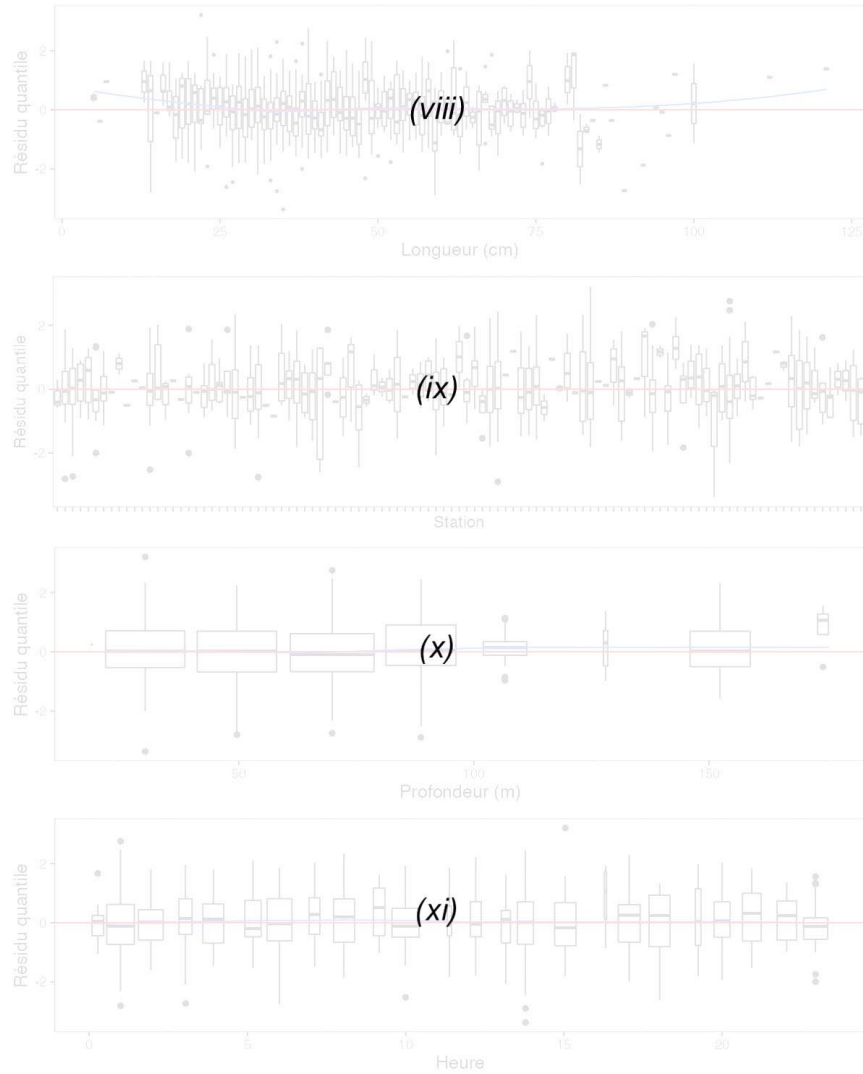 Résidu quantile
2
0
-2
(viii)
0
25
50
75
100
125
Longueur (cm)
Résidu quantile
2
0
-2
(ix)
Station
Résidu quantile
2
0
-2
(x)
50
100
150
Profondeur (m)
Résidu quantile
2
0
-2
(xi)
0
5
10
15
20
Heure